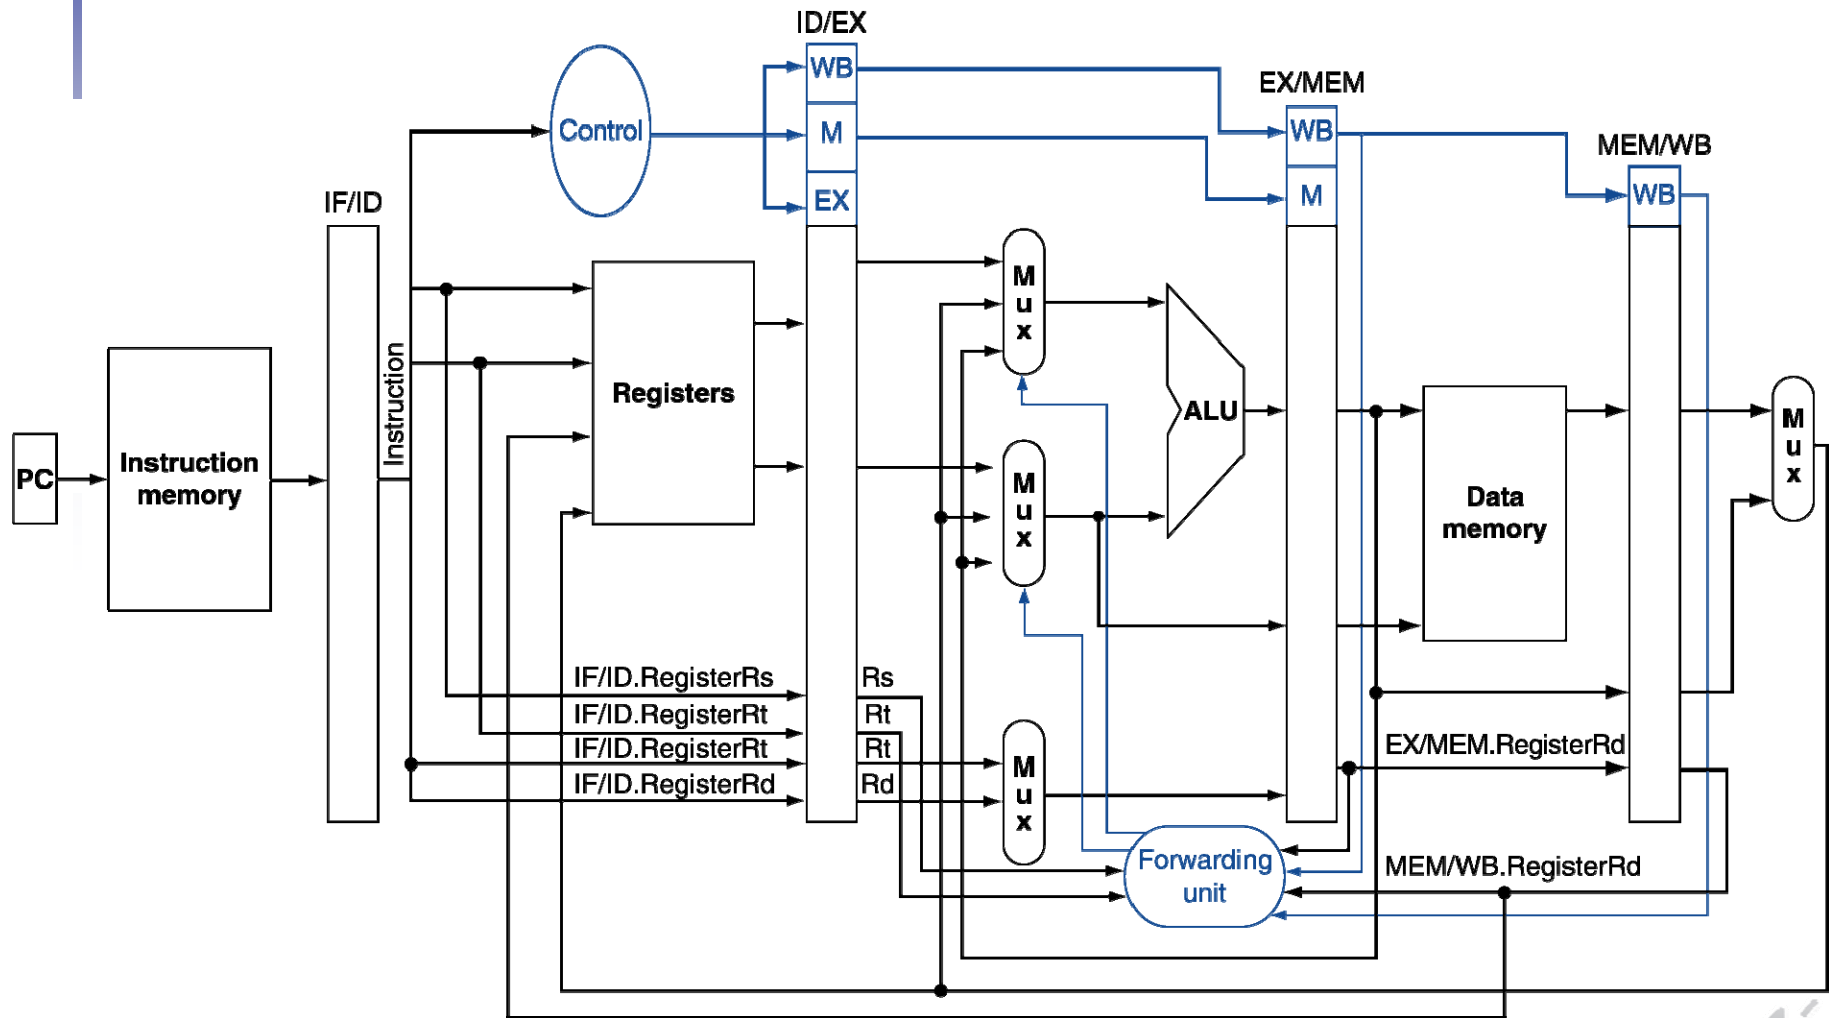 ID/EX
WB
EX/MEM
Control
M
WB
MEM/WB
IF/ID
EX
M
WB
M
u
x
Instruction
Registers
ALU
M
u
x
PC
Instruction
memory
M
u
x
Data
memory
IF/ID.RegisterRs
Rs
IF/ID.RegisterRt
Rt
IF/ID.RegisterRt
Rt
EX/MEM.RegisterRd
IF/ID.RegisterRd
Rd
M
u
x
Forwarding
unit
MEM/WB.RegisterRd